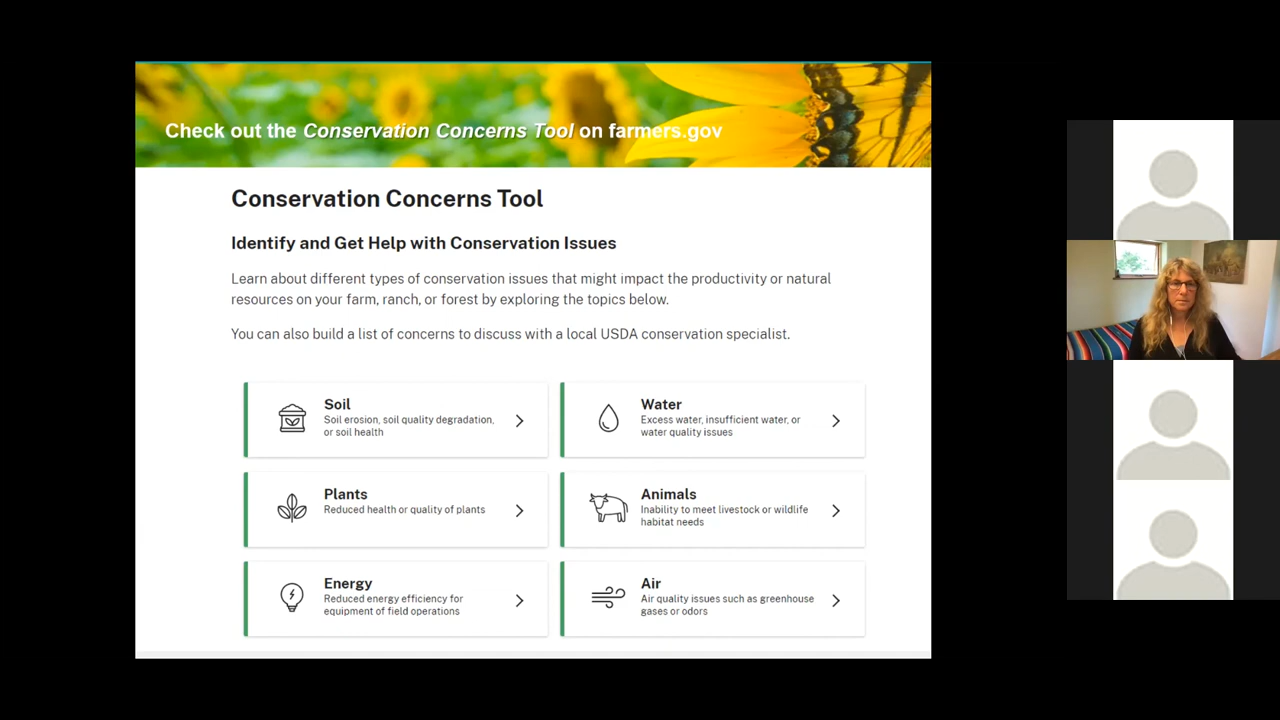 Check out the Conservation Concerns Tool on farmers.gov
Conservation Concerns Tool
Identify and Get Help with Conservation Issues
Learn about different types of conservation issues that might impact the productivity or natural
resources on your farm, ranch, or forest by exploring the topics below.
You can also build a list of concerns to discuss with a local USDA conservation specialist.
Soil
Soil erosion, soil quality degradation,
or soil health
Water
Excess water, insufficient water, or
water quality issues
Plants
Reduced health or quality of plants
Animals
Inability to meet livestock or wildlife
habitat needs
Energy
Reduced energy efficiency for
equipment of field operations
Air
Air quality issues such as greenhouse
gases or odors